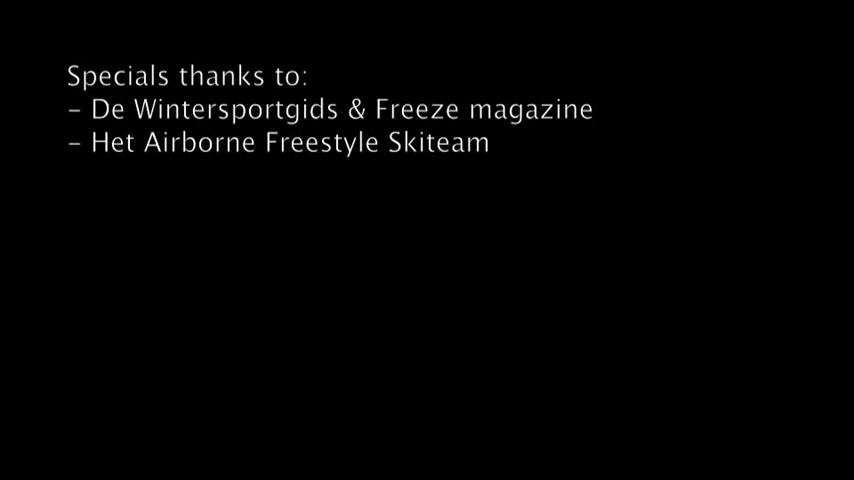 Specials thanks to:
– De Wintersportgids & Freeze magazine
– Het Airborne Freestyle Skiteam